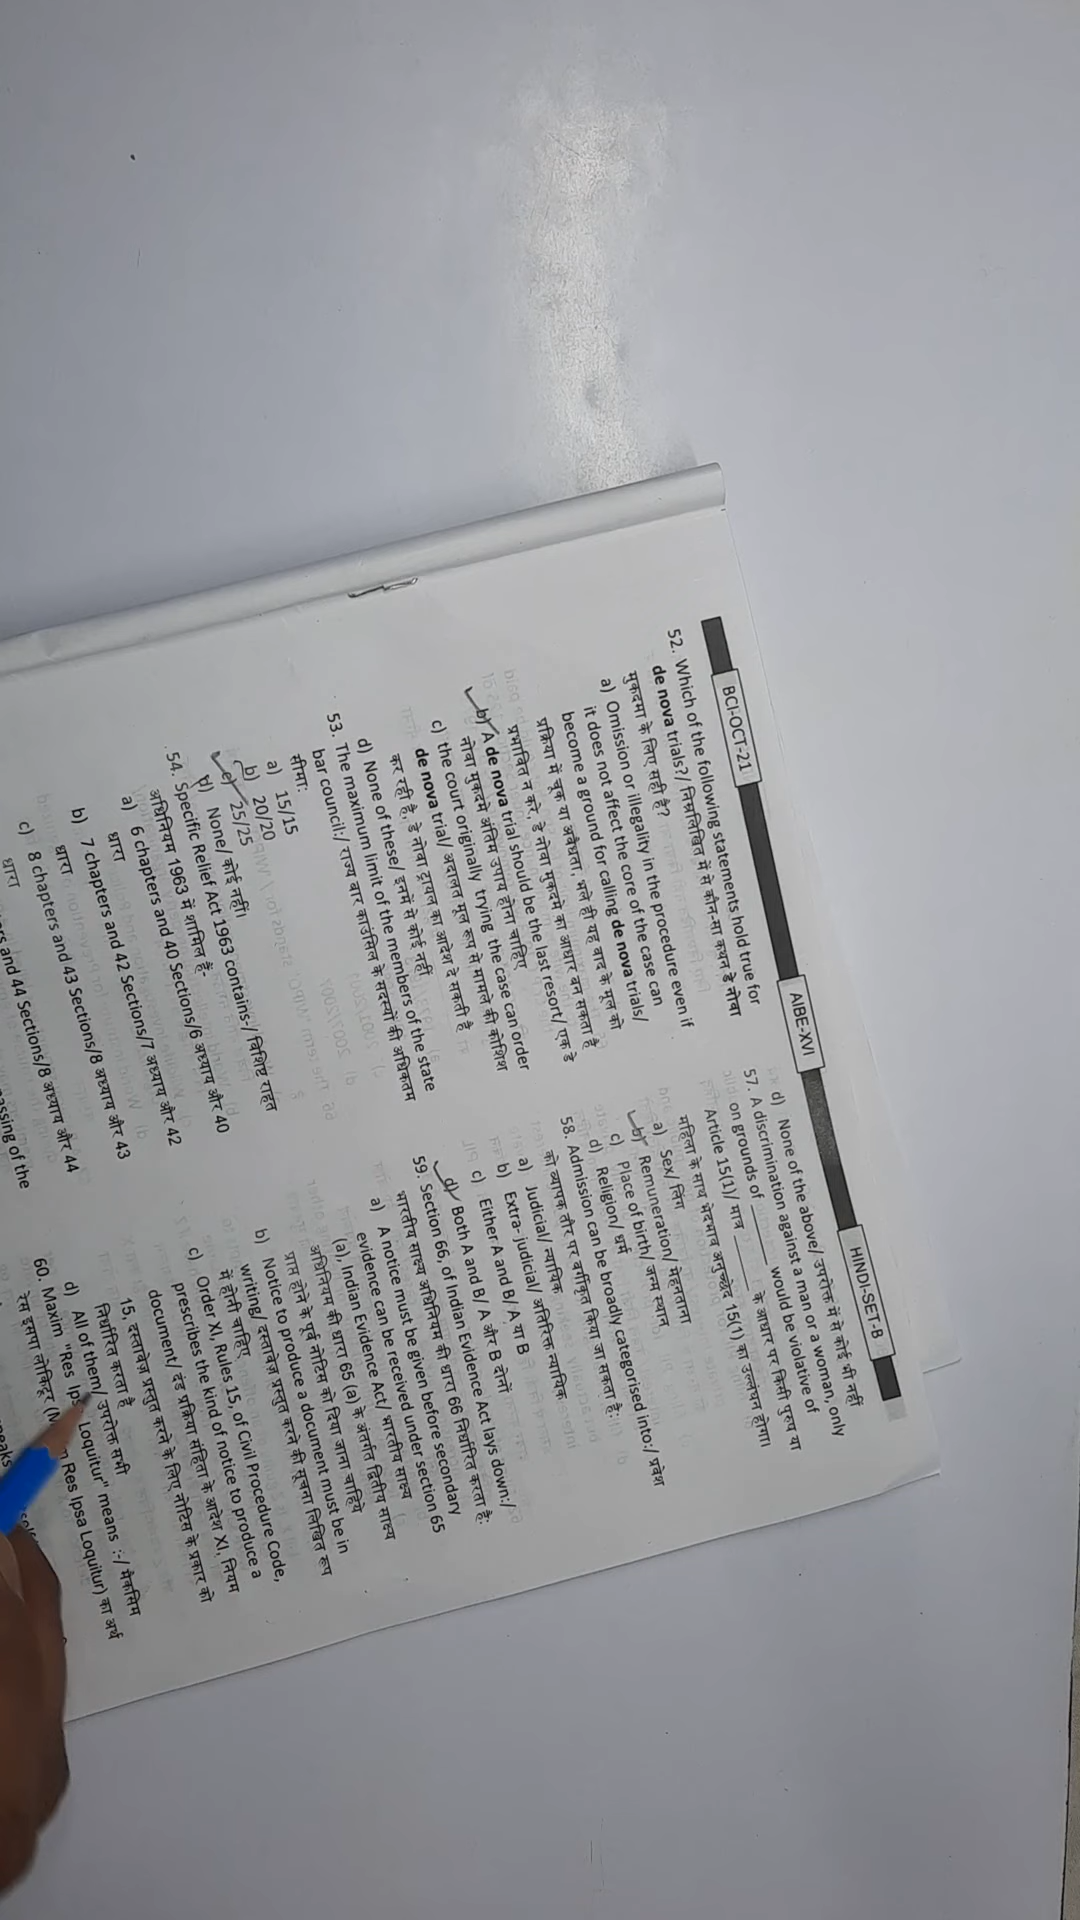 BCI-OCT-21
AIBE-XVI
HINDI-SET-B
52. Which of the following statements hold true for
de nova trials?/ निम्नलिखित में से कौन-सा कथन डे नोवा
मुकदमा के लिए सही है?
a) Omission or illegality in the procedure even if
it does not affect the core of the case can
become a ground for calling de nova trials/
प्रक्रिया में चूक या अवैधता, भले ही यह वाद के मूल को
प्रभावित न करे, डे नोवा मुकदमे का आधार बन सकता है
b) A de nova trial should be the last resort/ एक डे
नोवा मुकदमे अंतिम उपाय होना चाहिए
c) the court originally trying the case can order
de nova trial/ अदालत मूल रूप से मामले की कोशिश
कर रही है, डे नोवा ट्रायल का आदेश दे सकती है
d) None of these/ इनमें से कोई नहीं
53. The maximum limit of the members of the state
bar council:/ राज्य बार काउंसिल के सदस्यों की अधिकतम
सीमा:
a) 15/15
b) 20/20
c) 25/25
d) None/ कोई नहीं।
54. Specific Relief Act 1963 contains-/विशिष्ट राहत
अधिनियम 1963 में शामिल हैं-
a) 6 chapters and 40 Sections/6 अध्याय और 40
धारा
b) 7 chapters and 42 Sections/7 अध्याय और 42
धारा
c) 8 chapters and 43 Sections/8 अध्याय और 43
धारा
and 44 Sections/8 अध्याय और 44
passing of the
d) None of the above/ उपरोक्त में से कोई भी नहीं
57. A discrimination against a man or a woman, only
on grounds of ______ would be violative of
Article 15(1)/ मात्र ______ के आधार पर किसी पुरुष या
महिला के साथ भेदभाव अनुच्छेद 15(1) का उल्लंघन होगा।
a) Sex/ लिंग
b) Remuneration/ मेहनताना
c) Place of birth/ जन्म स्थान
d) Religion/ धर्म
58. Admission can be broadly categorised into:/ प्रवेश
को व्यापक तौर पर वर्गीकृत किया जा सकता है:
a) Judicial/ न्यायिक
b) Extra- judicial/ अतिरिक्त न्यायिक
c) Either A and B/ A या B
d) Both A and B/ A और B दोनों
59. Section 66, of Indian Evidence Act lays down:/
भारतीय साक्ष्य अधिनियम की धारा 66 निर्धारित करता है:
a) A notice must be given before secondary
evidence can be received under section 65
(a), Indian Evidence Act/ भारतीय साक्ष्य
अधिनियम की धारा 65 (a) के अंतर्गत द्वितीय साक्ष्य
प्राप्त होने के पूर्व नोटिस को दिया जाना चाहिये
b) Notice to produce a document must be in
writing/ दस्तावेज़ प्रस्तुत करने की सूचना लिखित रूप
में होनी चाहिए
c) Order XI, Rules 15, of Civil Procedure Code,
prescribes the kind of notice to produce a
document/ दंड प्रक्रिया संहिता के आदेश XI, नियम
15, दस्तावेज़ प्रस्तुत करने के लिए नोटिस के प्रकार को
निर्धारित करता है
d) All of them/ उपरोक्त सभी
60. Maxim "Res Loquitur" means :-/ मैकसिम
रेस इसपा लोकिटूर Res Ipsa Loquitur) का अर्थ